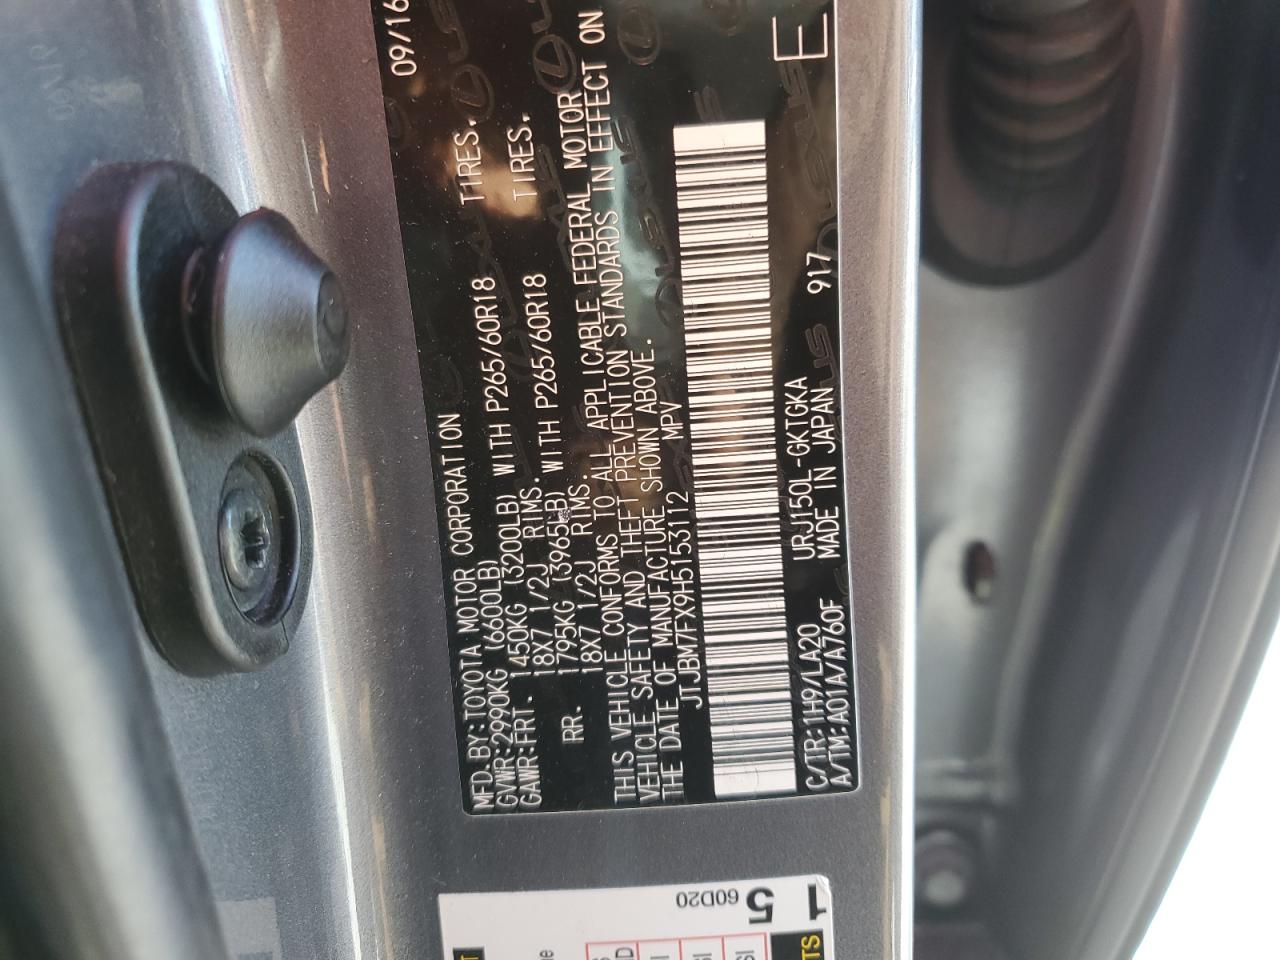 MFD.BY:TOYOTA MOTOR CORPORATION 09/16
GVWR:2990KG (6600LB)
GAWR:FRT. 1450KG (3200LB) WITH P265/60R18 TIRES.
18X7 1/2J RIMS.
RR. 1795KG (3965LB) WITH P265/60R18 TIRES.
18X7 1/2J RIMS.
THIS VEHICLE CONFORMS TO ALL APPLICABLE FEDERAL MOTOR
VEHICLE SAFETY AND THEFT PREVENTION STANDARDS IN EFFECT ON
THE DATE OF MANUFACTURE SHOWN ABOVE.
JTJBM7FX9H5153112 MPV
C/TR:1H9/LA20 URJ150L-GKTGKA
A/TM:A01A/A760F MADE IN JAPAN 917
E
60D20
5
1